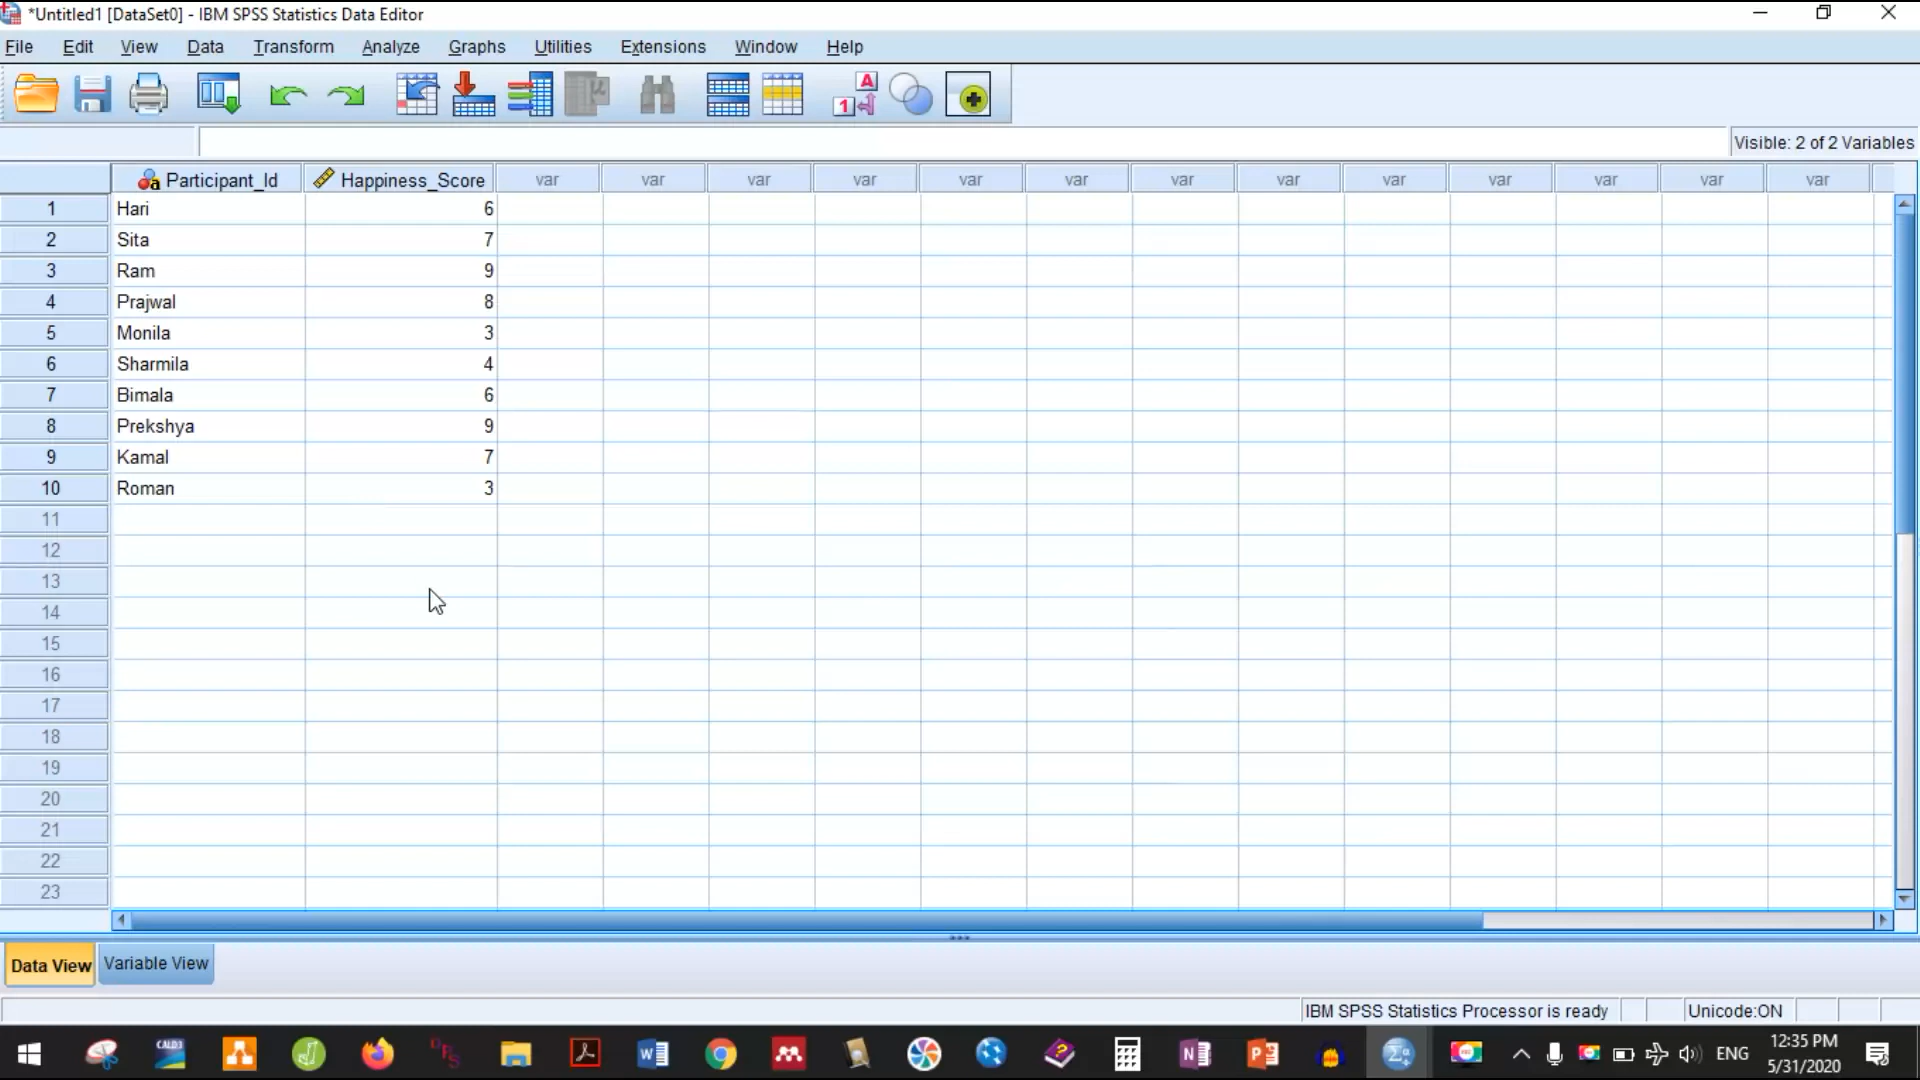 *Untitled1 [DataSet0] - IBM SPSS Statistics Data Editor
File Edit View Data Transform Analyze Graphs Utilities Extensions Window Help
Visible: 2 of 2 Variables
Participant_Id Happiness_Score var var var var var var var var var var var var var
1 Hari 6
2 Sita 7
3 Ram 9
4 Prajwal 8
5 Monila 3
6 Sharmila 4
7 Bimala 6
8 Prekshya 9
9 Kamal 7
10 Roman 3
11
12
13
14
15
16
17
18
19
20
21
22
23
Data View Variable View
IBM SPSS Statistics Processor is ready Unicode:ON
ENG 12:35 PM
5/31/2020